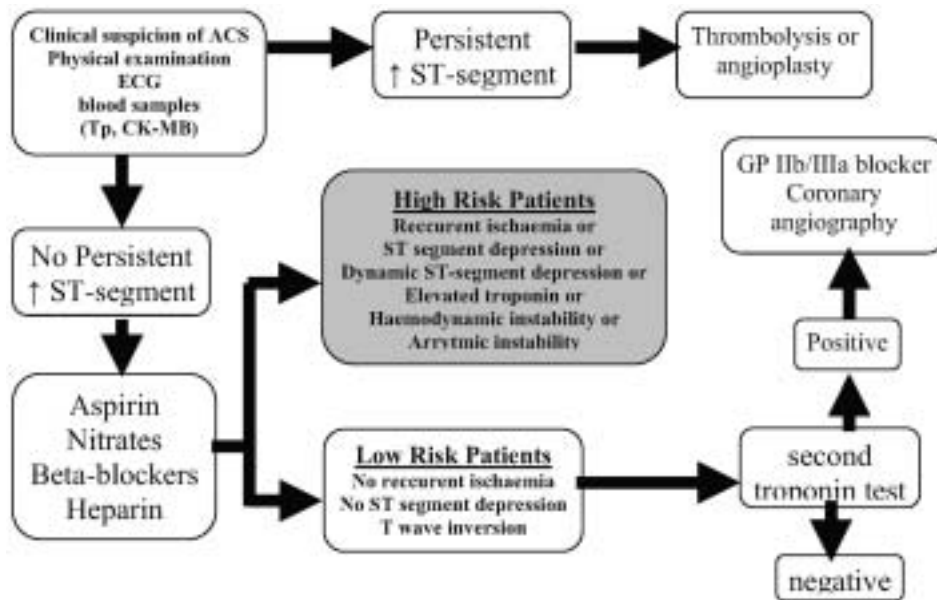 Clinical suspicion of ACS
Physical examination
ECG
blood samples
(Tp, CK-MB)
Persistent
↑ ST-segment
Thrombolysis or
angioplasty
No Persistent
↑ ST-segment
Aspirin
Nitrates
Beta-blockers
Heparin
High Risk Patients
Reccurent ischaemia or
ST segment depression or
Dynamic ST-segment depression or
Elevated troponin or
Haemodynamic instability or
Arrytmic instability
Low Risk Patients
No reccurent ischaemia
No ST segment depression
T wave inversion
second
trononin test
Positive
GP IIb/IIIa blocker
Coronary
angiography
negative